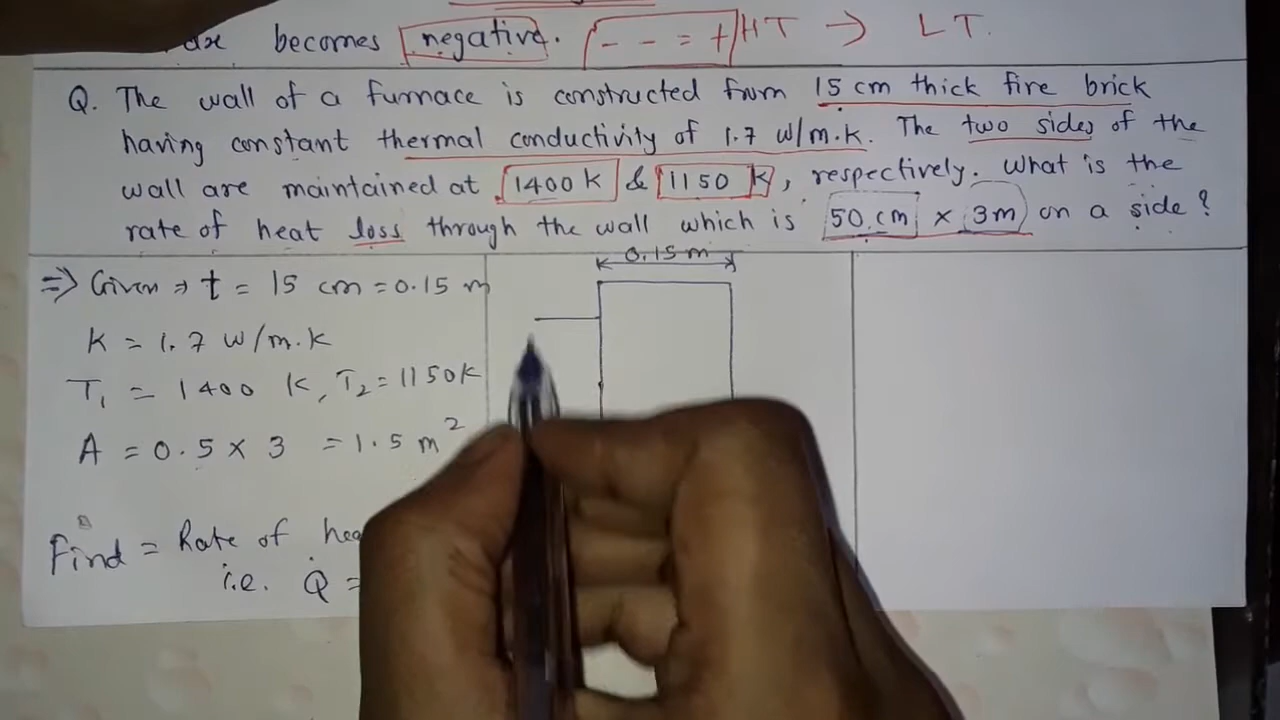 becomes negative. - - = + HT → LT.
Q. The wall of a furnace is constructed from 15 cm thick fire brick
having constant thermal conductivity of 1.7 W/m.K. The two sides of the
wall are maintained at 1400 K & 1150 K, respectively. What is the
rate of heat loss through the wall which is 50 cm × 3m on a side?
⇒ Given → t = 15 cm = 0.15 m
K = 1.7 W/m.K
T₁ = 1400 K, T₂ = 1150K
A = 0.5 × 3 = 1.5 m²
Find = Rate of
i.e. Q̇ =
0.15 m